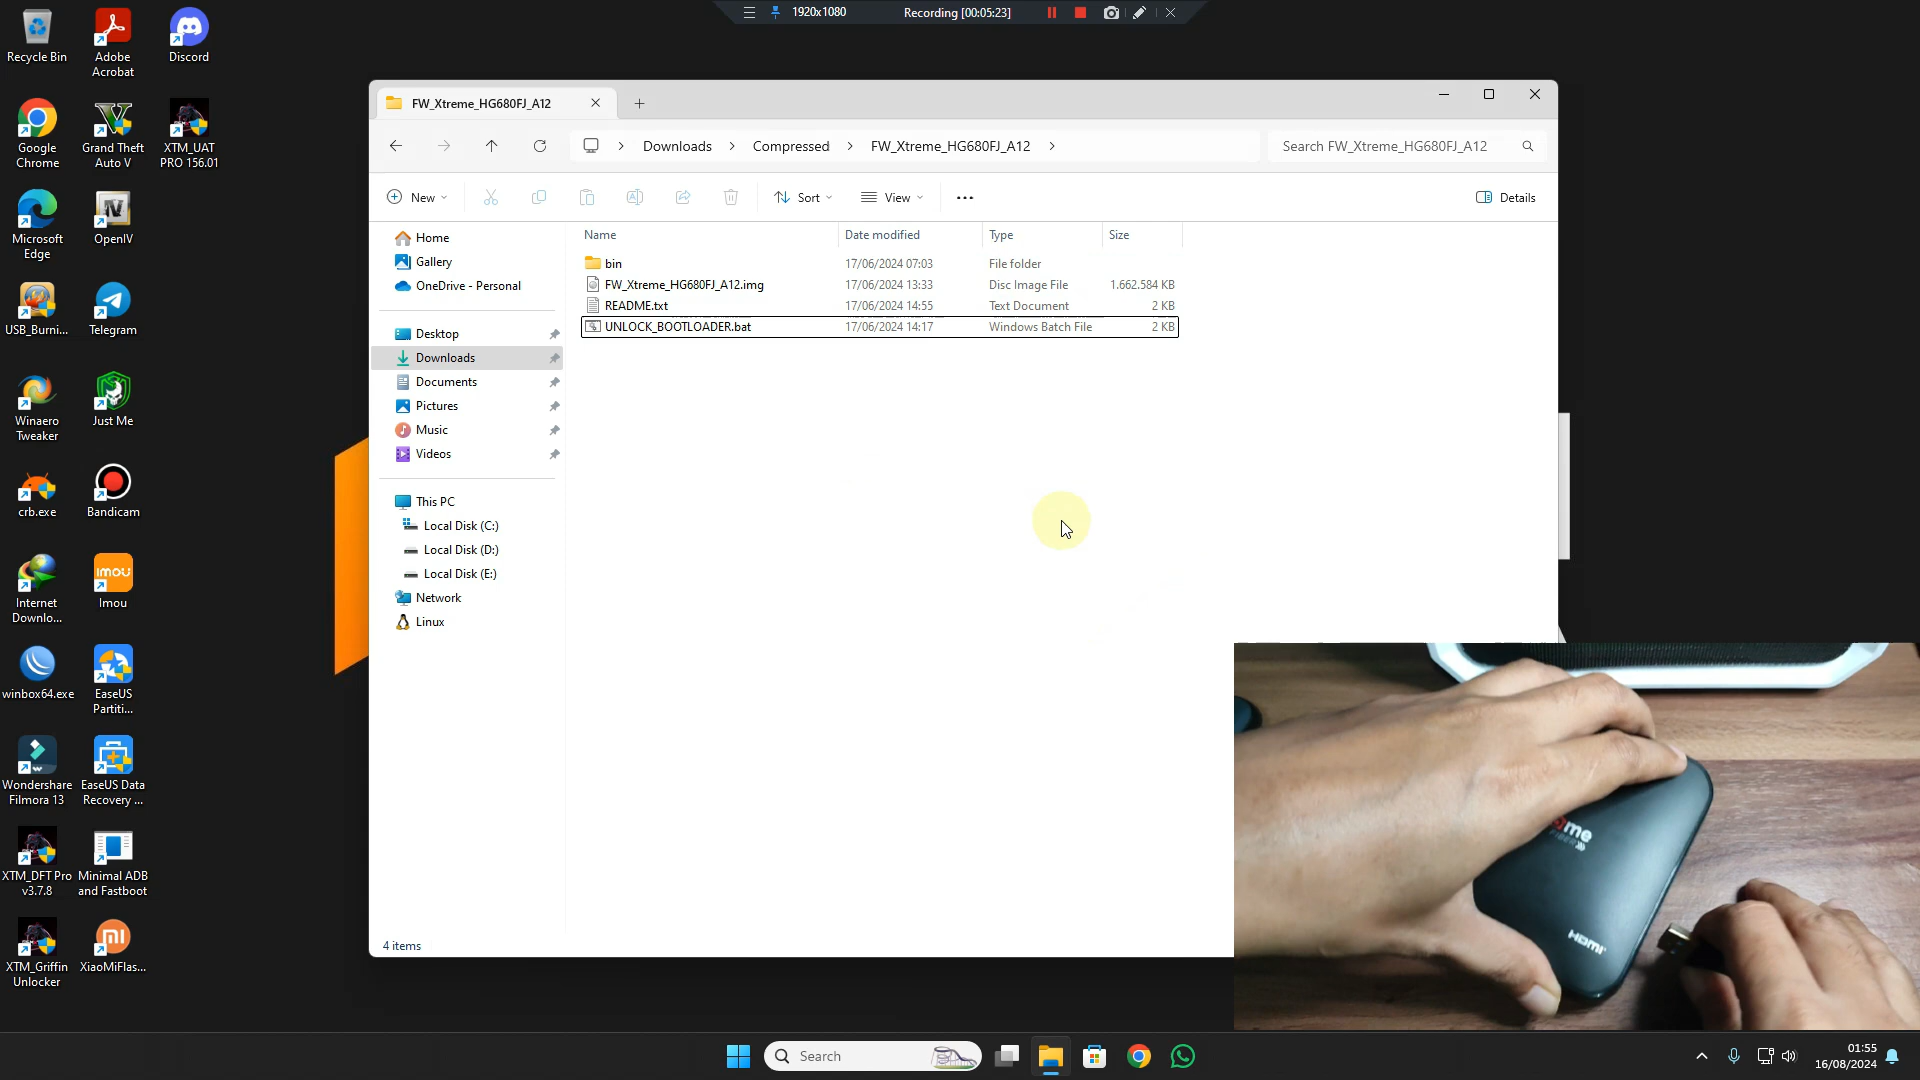 1920x1080
Recording [00:05:23]
Recycle Bin
Adobe Acrobat
Discord
Google Chrome
Grand Theft Auto V
XTM_UAT PRO 156.01
Microsoft Edge
OpenIV
USB_Burni...
Telegram
Winaero Tweaker
Just Me
crb.exe
Bandicam
Internet Downlo...
imou
Imou
winbox64.exe
EaseUS Partiti...
Wondershare Filmora 13
EaseUS Data Recovery ...
XTM_DFT Pro v3.7.8
Minimal ADB and Fastboot
XTM_Griffin Unlocker
XiaoMiFlas...
FW_Xtreme_HG680FJ_A12
Downloads
Compressed
FW_Xtreme_HG680FJ_A12
Search FW_Xtreme_HG680FJ_A12
New
Sort
View
Details
Home
Gallery
OneDrive - Personal
Desktop
Downloads
Documents
Pictures
Music
Videos
This PC
Local Disk (C:)
Local Disk (D:)
Local Disk (E:)
Network
Linux
Name Date modified Type Size
bin 17/06/2024 07:03 File folder
FW_Xtreme_HG680FJ_A12.img 17/06/2024 13:33 Disc Image File 1.662.584 KB
README.txt 17/06/2024 14:55 Text Document 2 KB
UNLOCK_BOOTLOADER.bat 17/06/2024 14:17 Windows Batch File 2 KB
4 items
FIBER
HDMI
Search
01:55
16/08/2024